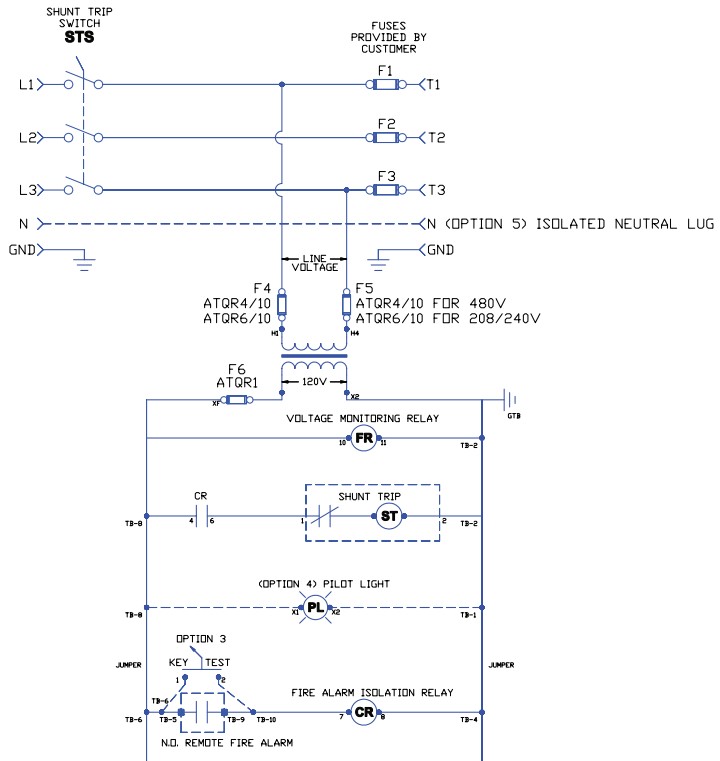 SHUNT TRIP
SWITCH
STS
FUSES
PROVIDED BY
CUSTOMER
F1
L1
T1
F2
L2
T2
F3
L3
T3
N
N (OPTION 5) ISOLATED NEUTRAL LUG
GND
GND
LINE
VOLTAGE
F4
F5
ATQR4/10
ATQR4/10 FOR 480V
ATQR6/10
ATQR6/10 FOR 208/240V
H1
H4
F6
ATQR1
120V
XF
X2
GTB
VOLTAGE MONITORING RELAY
10
FR
11
TB-2
CR
SHUNT TRIP
TB-8
4
6
1
ST
2
TB-2
(OPTION 4) PILOT LIGHT
TB-8
X1
PL
X2
TB-1
OPTION 3
JUMPER
JUMPER
KEY
TEST
1
2
FIRE ALARM ISOLATION RELAY
TB-6
TB-6
TB-5
TB-9
TB-10
7
CR
8
TB-4
N.O. REMOTE FIRE ALARM